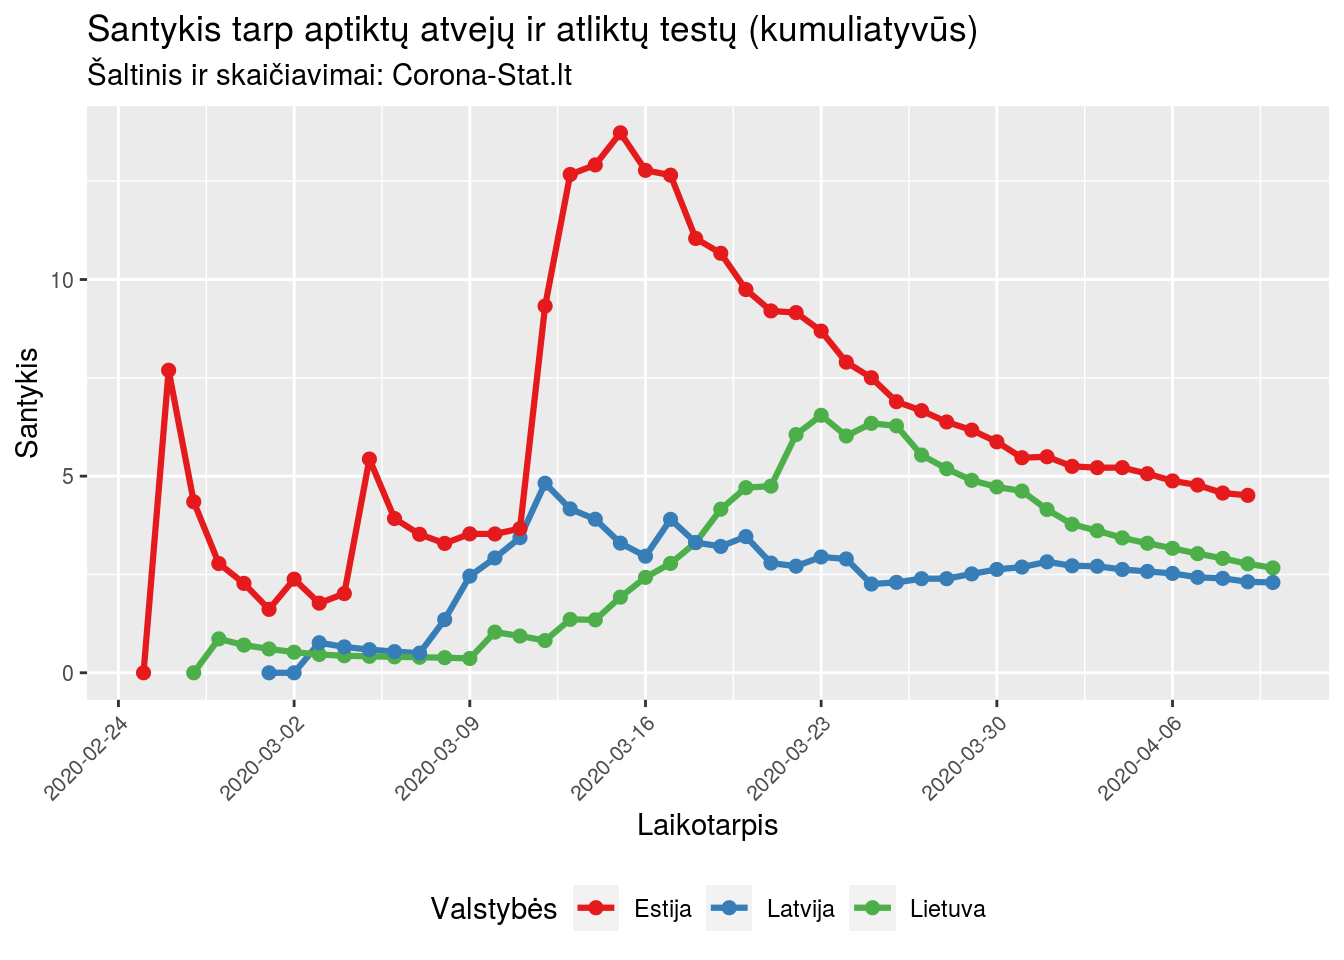 Santykis tarp aptiktų atvejų ir atliktų testų (kumuliatyvūs)
Šaltinis ir skaičiavimai: Corona-Stat.lt
Santykis
10
5
0
2020-02-24
2020-03-02
2020-03-09
2020-03-16
2020-03-23
2020-03-30
2020-04-06
Laikotarpis
Valstybės Estija Latvija Lietuva